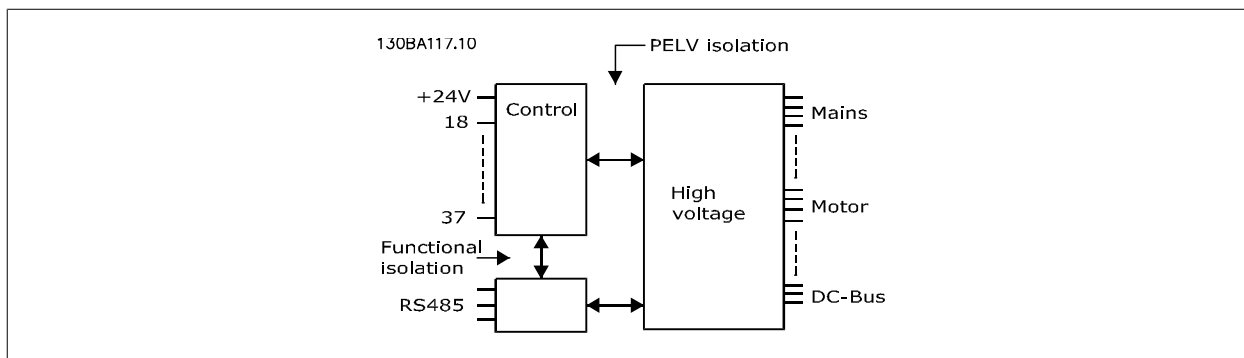 130BA117.10
PELV isolation
+24V
Control
18
Mains
High
voltage
37
Motor
Functional
isolation
RS485
DC-Bus